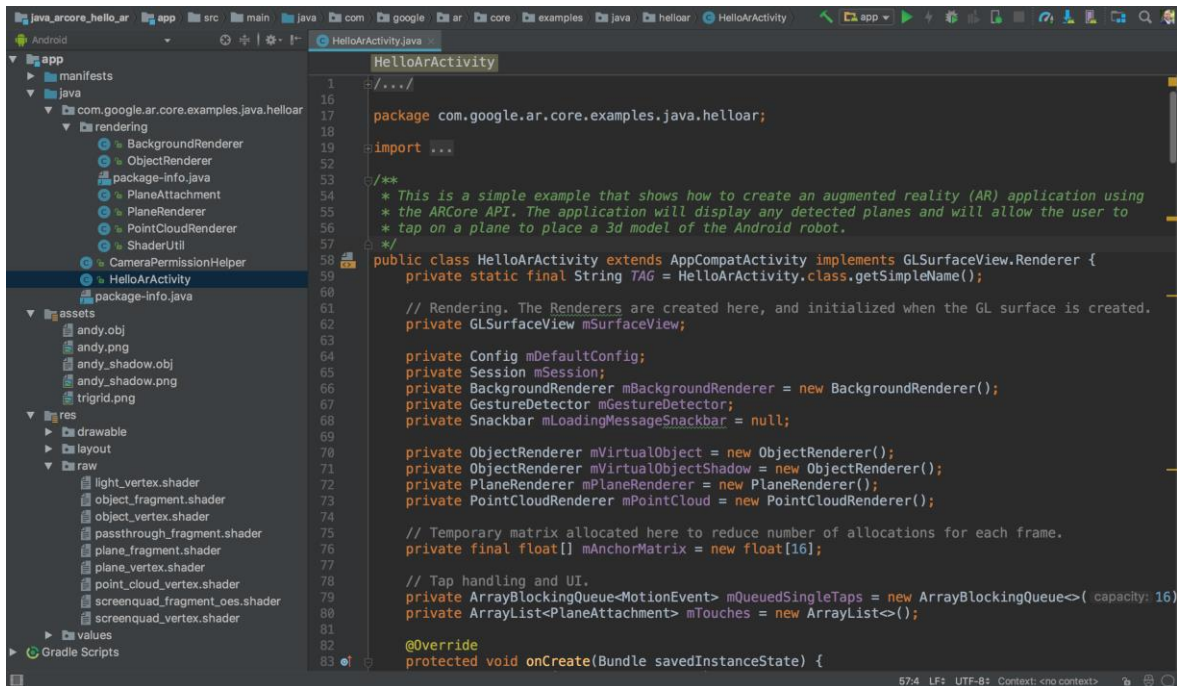 java_arcore_hello_ar app src main java com google ar core examples java helloar HelloArActivity app
Android HelloArActivity.java
app
manifests
java
com.google.ar.core.examples.java.helloar
rendering
BackgroundRenderer
ObjectRenderer
package-info.java
PlaneAttachment
PlaneRenderer
PointCloudRenderer
ShaderUtil
CameraPermissionHelper
HelloArActivity
package-info.java
assets
andy.obj
andy.png
andy_shadow.obj
andy_shadow.png
trigrid.png
res
drawable
layout
raw
light_vertex.shader
object_fragment.shader
object_vertex.shader
passthrough_fragment.shader
plane_fragment.shader
plane_vertex.shader
point_cloud_vertex.shader
screenquad_fragment_oes.shader
screenquad_vertex.shader
values
Gradle Scripts
HelloArActivity
1 /.../
16
17 package com.google.ar.core.examples.java.helloar;
18
19 import ...
52
53 /**
54 * This is a simple example that shows how to create an augmented reality (AR) application using
55 * the ARCore API. The application will display any detected planes and will allow the user to
56 * tap on a plane to place a 3d model of the Android robot.
57 */
58 public class HelloArActivity extends AppCompatActivity implements GLSurfaceView.Renderer {
59 private static final String TAG = HelloArActivity.class.getSimpleName();
60
61 // Rendering. The Renderers are created here, and initialized when the GL surface is created.
62 private GLSurfaceView mSurfaceView;
63
64 private Config mDefaultConfig;
65 private Session mSession;
66 private BackgroundRenderer mBackgroundRenderer = new BackgroundRenderer();
67 private GestureDetector mGestureDetector;
68 private Snackbar mLoadingMessageSnackbar = null;
69
70 private ObjectRenderer mVirtualObject = new ObjectRenderer();
71 private ObjectRenderer mVirtualObjectShadow = new ObjectRenderer();
72 private PlaneRenderer mPlaneRenderer = new PlaneRenderer();
73 private PointCloudRenderer mPointCloud = new PointCloudRenderer();
74
75 // Temporary matrix allocated here to reduce number of allocations for each frame.
76 private final float[] mAnchorMatrix = new float[16];
77
78 // Tap handling and UI.
79 private ArrayBlockingQueue<MotionEvent> mQueuedSingleTaps = new ArrayBlockingQueue<>( capacity: 16)
80 private ArrayList<PlaneAttachment> mTouches = new ArrayList<>();
81
82 @Override
83 protected void onCreate(Bundle savedInstanceState) {
57:4 LF UTF-8 Context: <no context>